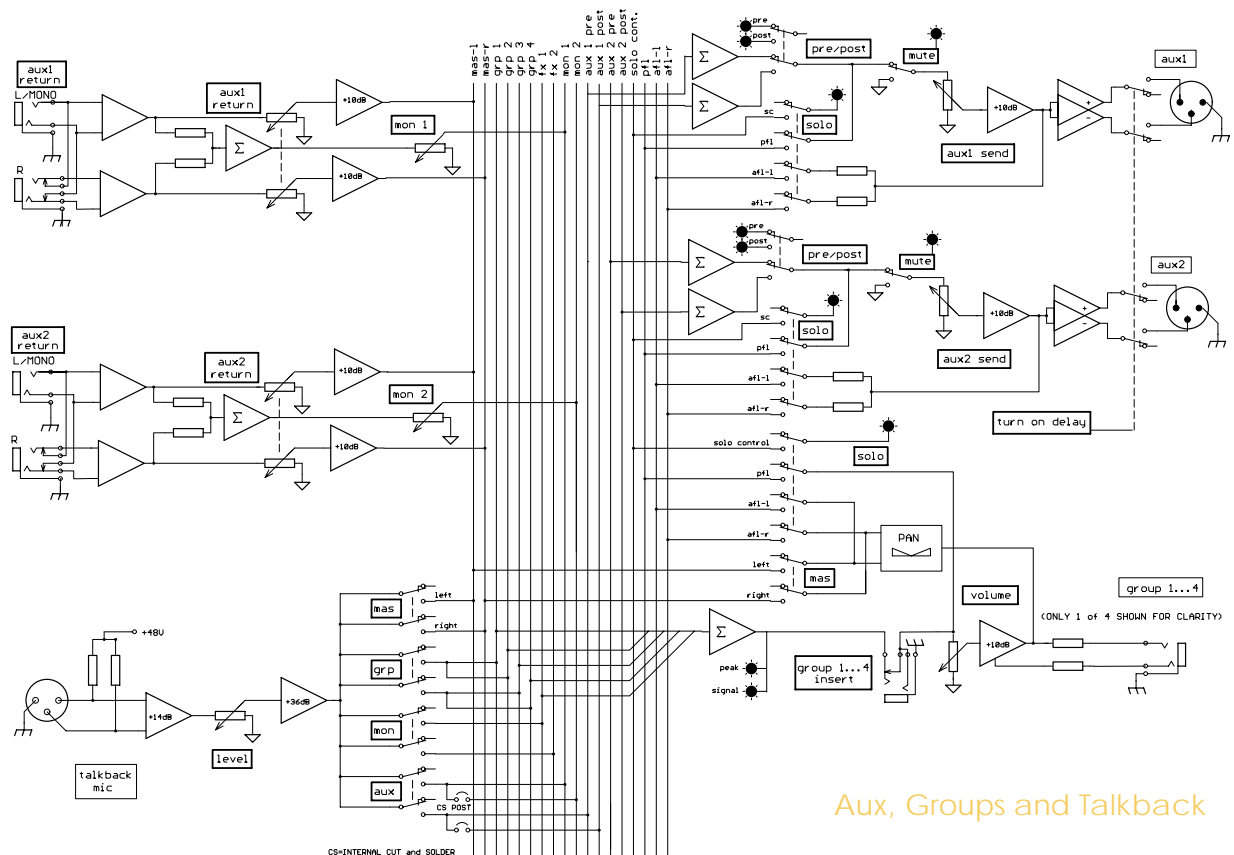 aux1
return
L/MONO
R
aux1
return
+10dB
+10dB
Σ
mon 1
mas-l
mas-r
grp 1
grp 2
grp 3
grp 4
fx 1
fx 2
mon 1
mon 2
aux 1 pre
aux 1 post
aux 2 pre
aux 2 post
solo cont.
pfl
afl-l
afl-r
Σ
Σ
pre
post
pre/post
mute
sc
solo
pfl
afl-l
afl-r
+10dB
aux1 send
+
-
aux1
aux2
return
L/MONO
R
aux2
return
+10dB
+10dB
Σ
mon 2
Σ
Σ
pre
post
pre/post
mute
sc
solo
pfl
afl-l
afl-r
+10dB
aux2 send
+
-
aux2
turn on delay
solo control
solo
pfl
afl-l
afl-r
left
mas
right
PAN
volume
group 1...4
(ONLY 1 of 4 SHOWN FOR CLARITY)
+10dB
Σ
peak
signal
group 1...4
insert
+48V
+14dB
level
+36dB
talkback
mic
mas
left
right
grp
mon
aux
CS POST
CS=INTERNAL CUT and SOLDER
Aux, Groups and Talkback